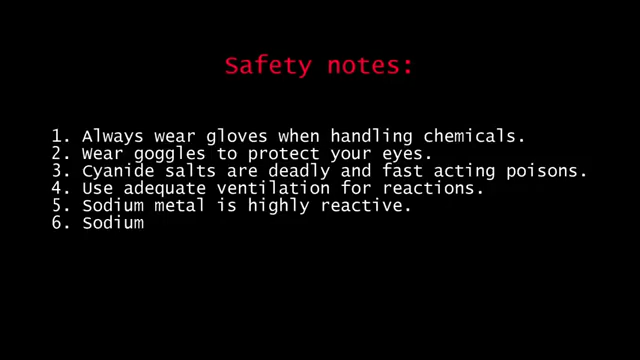 Safety notes:
1. Always wear gloves when handling chemicals.
2. Wear goggles to protect your eyes.
3. Cyanide salts are deadly and fast acting poisons.
4. Use adequate ventilation for reactions.
5. Sodium metal is highly reactive.
6. Sodium